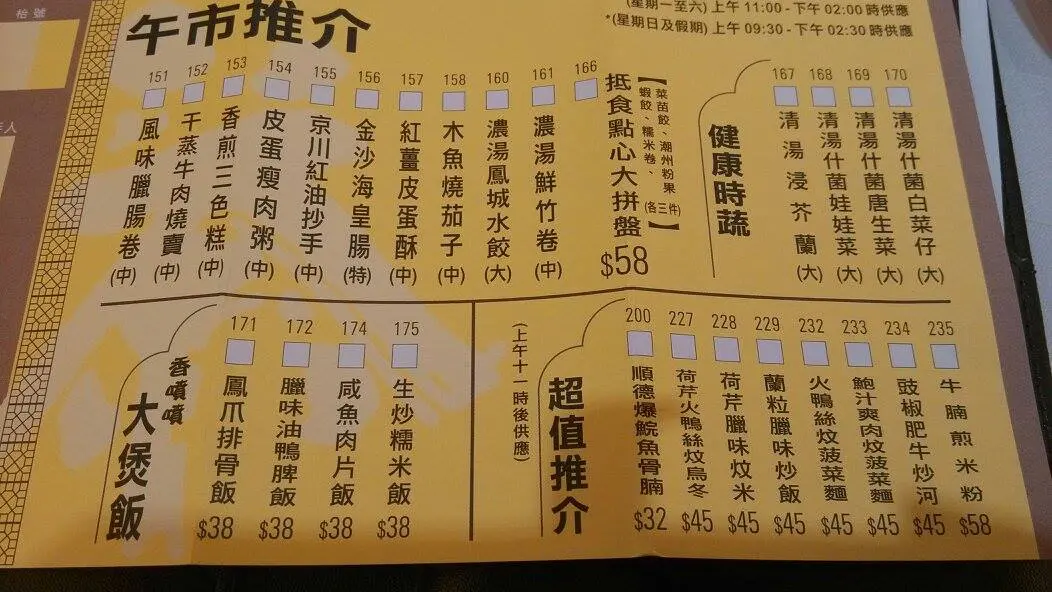 枱號
午市推介
(星期一至六) 上午 11:00 - 下午 02:00 時供應
*(星期日及假期) 上午 09:30 - 下午 02:30 時供應
151 風味臘腸卷 (中)
152 干蒸牛肉燒賣 (中)
153 香煎三色糕 (中)
154 皮蛋瘦肉粥 (中)
155 京川紅油抄手 (中)
156 金沙海皇腸 (特)
157 紅薑皮蛋酥 (中)
158 木魚燒茄子 (中)
160 濃湯鳳城水餃 (大)
161 濃湯鮮竹卷 (中)
166 抵食點心大拼盤 $58
【菜苗餃、潮州粉果
蝦餃、糯米卷、(各三件)】
健康時蔬
167 清湯浸芥蘭 (大)
168 清湯什菌娃娃菜 (大)
169 清湯什菌唐生菜 (大)
170 清湯什菌白菜仔 (大)
香噴噴
大煲飯
171 鳳爪排骨飯 $38
172 臘味油鴨脾飯 $38
174 咸魚肉片飯 $38
175 生炒糯米飯 $38
(上午十一時後供應)
超值推介
200 順德爆鯇魚骨腩 $32
227 荷芹火鴨絲炆烏冬 $45
228 荷芹臘味炆米 $45
229 蘭粒臘味炒飯 $45
232 火鴨絲炆菠菜麵 $45
233 鮑汁爽肉炆菠菜麵 $45
234 豉椒肥牛炒河 $45
235 牛腩煎米粉 $58